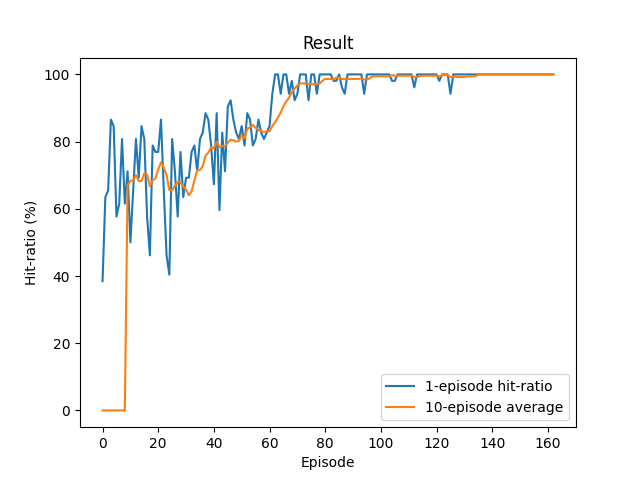 Result
Hit-ratio (%)
100
80
60
40
20
0
1-episode hit-ratio
10-episode average
0 20 40 60 80 100 120 140 160
Episode